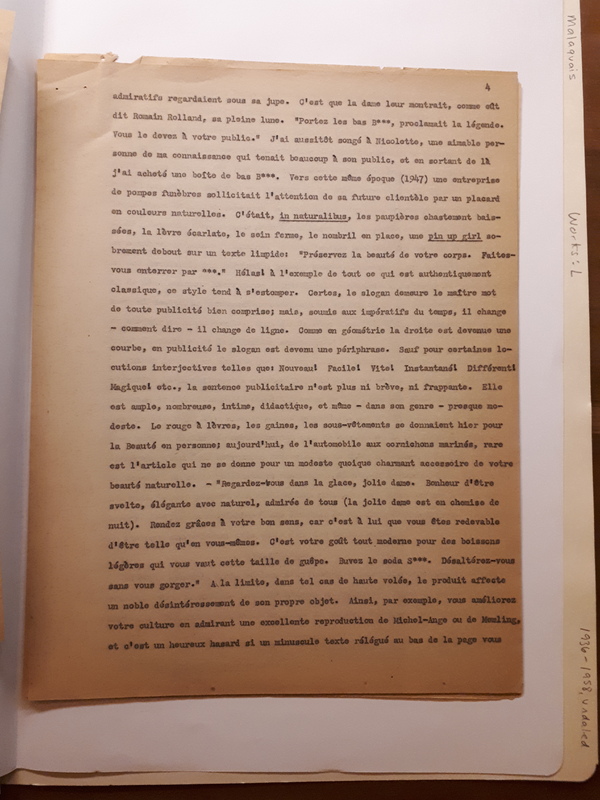 4
admiratifs regardaient sous sa jupe. C'est que la dame leur montrait, comme eût
dit Romain Rolland, sa pleine lune. "Portez les bas B***, proclamait la légende.
Vous le devez à votre public." J'ai aussitôt songé à Nicolette, une aimable per-
sonne de ma connaissance qui tenait beaucoup à son public, et en sortant de là
j'ai acheté une boîte de bas B***. Vers cette même époque (1947) une entreprise
de pompes funèbres sollicitait l'attention de sa future clientèle par un placard
en couleurs naturelles. C'était, in naturalibus, les paupières chastement bais-
sées, la lèvre écarlate, le sein ferme, le nombril en place, une pin up girl so-
brement debout sur un texte limpide: "Préservez la beauté de votre corps. Faites-
vous enterrer par ***." Hélas! à l'exemple de tout ce qui est authentiquement
classique, ce style tend à s'estomper. Certes, le slogan demeure le maître mot
de toute publicité bien comprise; mais, soumis aux impératifs du temps, il change
- comment dire - il change de ligne. Comme en géométrie la droite est devenue une
courbe, en publicité le slogan est devenu une périphrase. Sauf pour certaines lo-
cutions interjectives telles que: Nouveau! Facile! Vite! Instantané! Différent!
Magique! etc., la sentence publicitaire n'est plus ni brève, ni frappante. Elle
est ample, nombreuse, intime, didactique, et même - dans son genre - presque mo-
deste. Le rouge à lèvres, les gaines, les sous-vêtements se donnaient hier pour
la Beauté en personne; aujourd'hui, de l'automobile aux cornichons marinés, rare
est l'article qui ne se donne pour un modeste quoique charmant accessoire de votre
beauté naturelle. - "Regardez-vous dans la glace, jolie dame. Bonheur d'être
svelte, élégante avec naturel, admirée de tous (la jolie dame est en chemise de
nuit). Rendez grâces à votre bon sens, car c'est à lui que vous êtes redevable
d'être telle qu'en vous-mêmes. C'est votre goût tout moderne pour des boissons
légères qui vous vaut cette taille de guêpe. Buvez le soda S***. Désaltérez-vous
sans vous gorger." A la limite, dans tel cas de haute volée, le produit affecte
un noble désintéressement de son propre objet. Ainsi, par exemple, vous améliorez
votre culture en admirant une excellente reproduction de Michel-Ange ou de Memling,
et c'est un heureux hasard si un minuscule texte rélégué au bas de la page vous
Malaquais
Works: L
1936-1958, undated